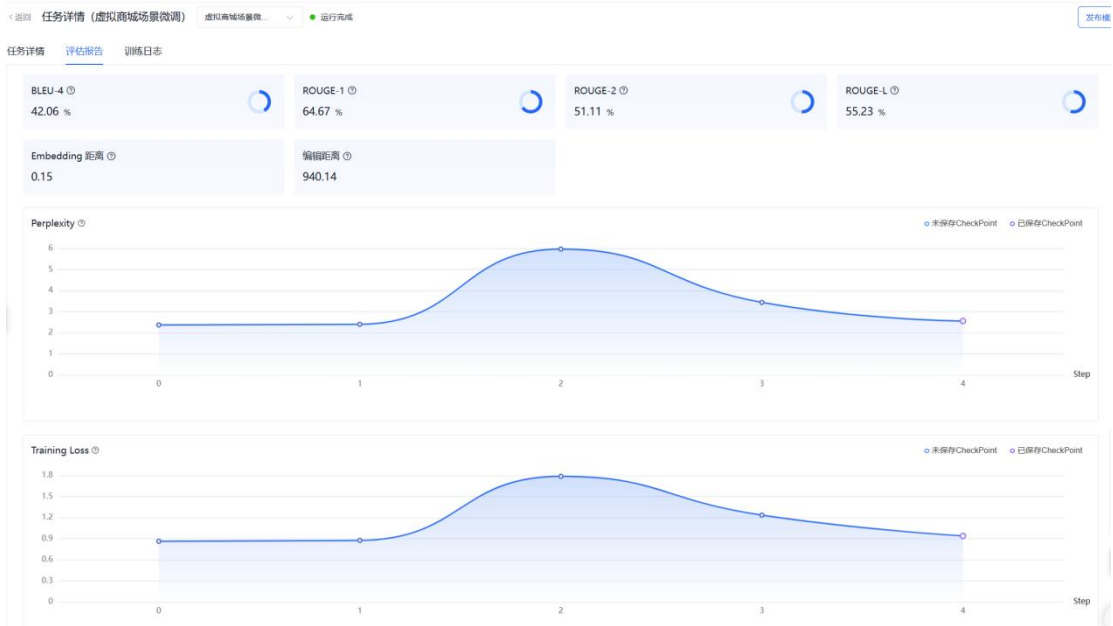 返回 任务详情（虚拟商城场景微调） 虚拟商城场景微... 运行完成 发布模
任务详情 评估报告 训练日志
BLEU-4 ROUGE-1 ROUGE-2 ROUGE-L
42.06 % 64.67 % 51.11 % 55.23 %
Embedding 距离 编辑距离
0.15 940.14
Perplexity 未保存CheckPoint 已保存CheckPoint
6
5
4
3
2
1
0 Step
0 1 2 3 4
Training Loss 未保存CheckPoint 已保存CheckPoint
1.8
1.5
1.2
0.9
0.6
0.3
0 Step
0 1 2 3 4